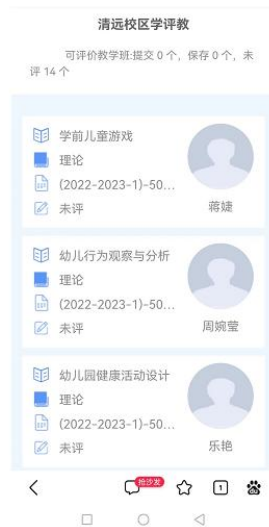 清远校区学评教
可评价教学班:提交 0 个，保存 0 个，未
评 14 个
学前儿童游戏
理论
(2022-2023-1)-50...
未评
蒋婕
幼儿行为观察与分析
理论
(2022-2023-1)-50...
未评
周婉莹
幼儿园健康活动设计
理论
(2022-2023-1)-50...
未评
乐艳
抢沙发
1